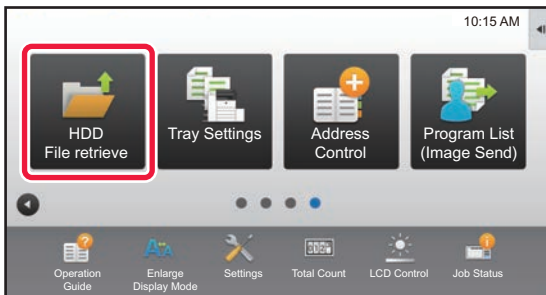 10:15 AM
HDD
File retrieve
Tray Settings
Address
Control
Program List
(Image Send)
Operation
Guide
Enlarge
Display Mode
Settings
Total Count
LCD Control
Job Status